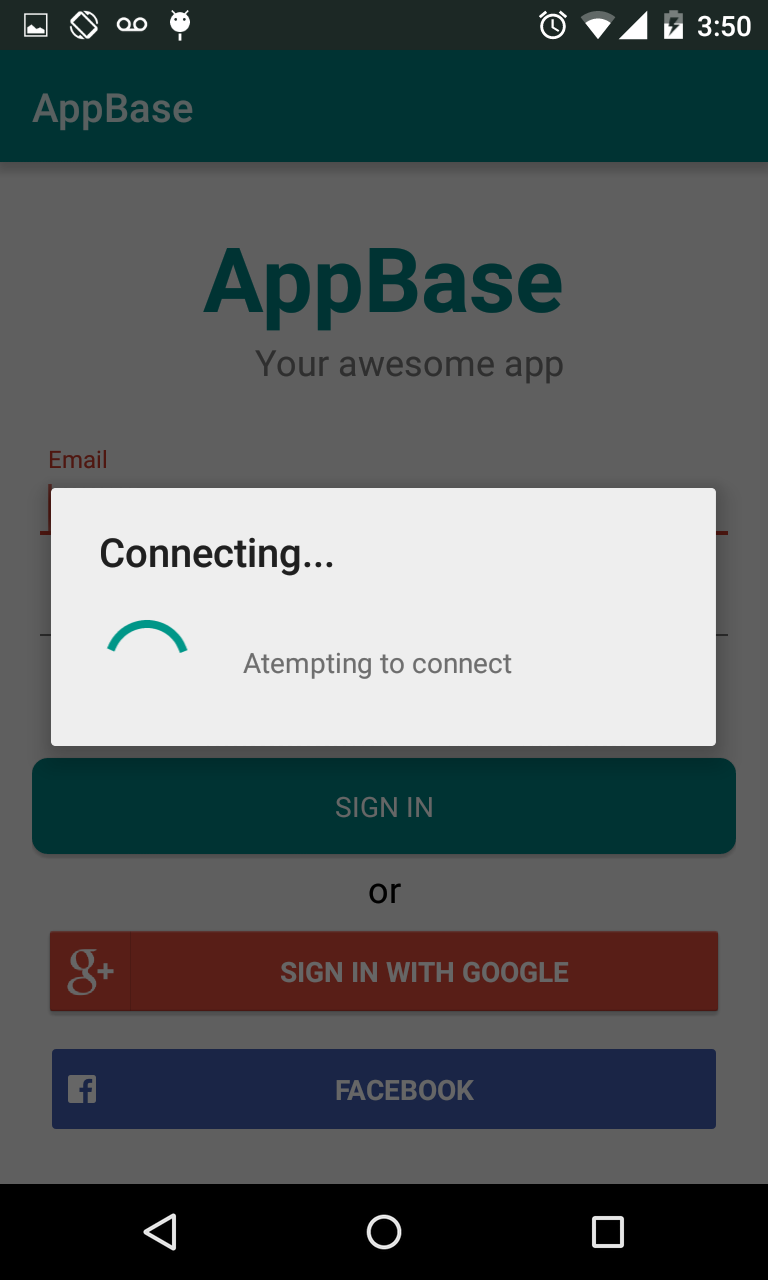 3:50
AppBase
AppBase
Your awesome app
Email
Connecting...
Atempting to connect
SIGN IN
or
g+ SIGN IN WITH GOOGLE
FACEBOOK